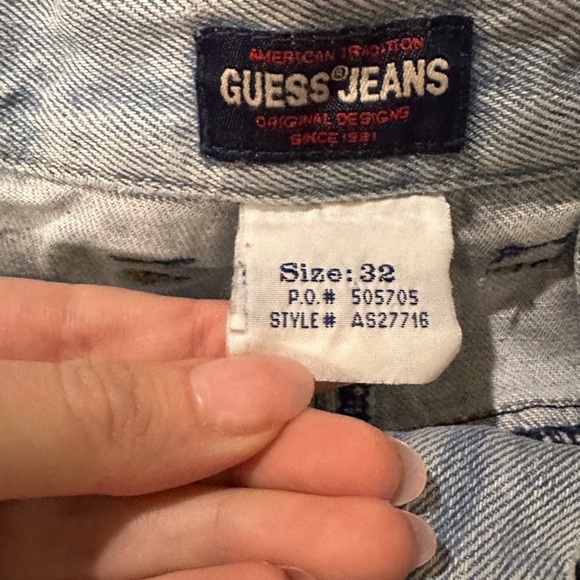 AMERICAN TRADITION
GUESS® JEANS
ORIGINAL DESIGNS
SINCE 1981
Size: 32
P.O.# 505705
STYLE# AS27716